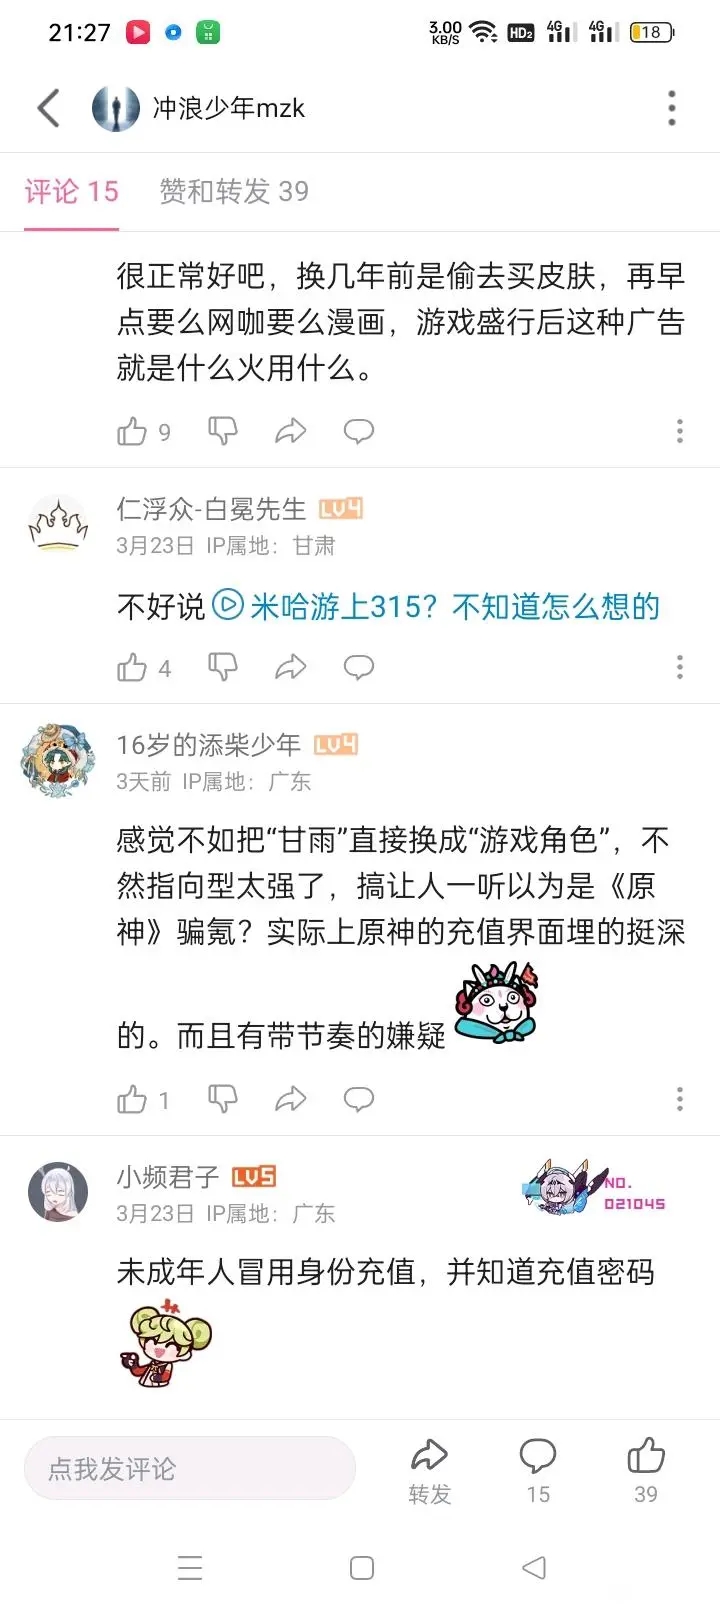 21:27
3.00
KB/S
HD2
4G
4G
18
冲浪少年mzk
评论 15
赞和转发 39
很正常好吧，换几年前是偷去买皮肤，再早
点要么网咖要么漫画，游戏盛行后这种广告
就是什么火用什么。
9
仁浮众-白冕先生 LV4
3月23日 IP属地：甘肃
不好说 米哈游上315？不知道怎么想的
4
16岁的添柴少年 LV4
3天前 IP属地：广东
感觉不如把“甘雨”直接换成“游戏角色”，不
然指向型太强了，搞让人一听以为是《原
神》骗氪？实际上原神的充值界面埋的挺深
的。而且有带节奏的嫌疑
1
小频君子 LV5
NO.
021045
3月23日 IP属地：广东
未成年人冒用身份充值，并知道充值密码
点我发评论
转发
15
39